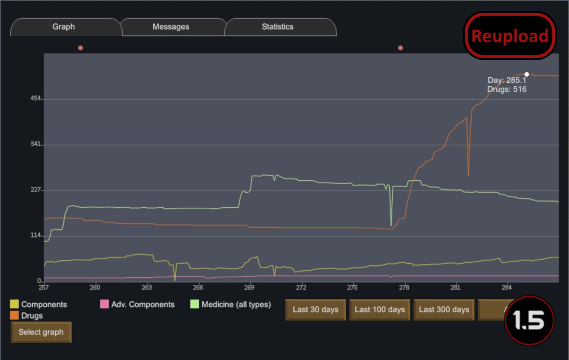 Graph Messages Statistics
Reupload
Day: 285.1
Drugs: 516
454
341
227
114
0
257 260 263 266 269 272 275 278 281 284
Components Adv. Components Medicine (all types)
Drugs
Last 30 days Last 100 days Last 300 days
Select graph
1.5